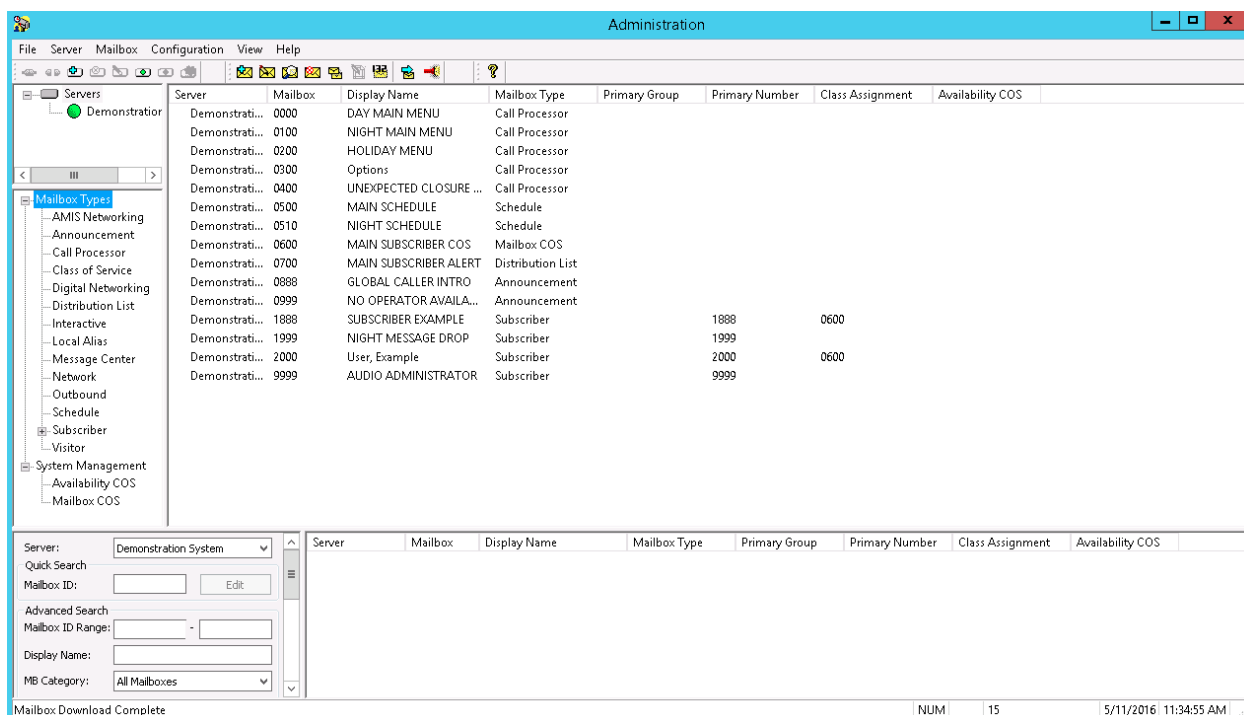 Administration
File Server Mailbox Configuration View Help
Servers
Demonstration
Mailbox Types
AMIS Networking
Announcement
Call Processor
Class of Service
Digital Networking
Distribution List
Interactive
Local Alias
Message Center
Network
Outbound
Schedule
Subscriber
Visitor
System Management
Availability COS
Mailbox COS
Server Mailbox Display Name Mailbox Type Primary Group Primary Number Class Assignment Availability COS
Demonstrati... 0000 DAY MAIN MENU Call Processor
Demonstrati... 0100 NIGHT MAIN MENU Call Processor
Demonstrati... 0200 HOLIDAY MENU Call Processor
Demonstrati... 0300 Options Call Processor
Demonstrati... 0400 UNEXPECTED CLOSURE ... Call Processor
Demonstrati... 0500 MAIN SCHEDULE Schedule
Demonstrati... 0510 NIGHT SCHEDULE Schedule
Demonstrati... 0600 MAIN SUBSCRIBER COS Mailbox COS
Demonstrati... 0700 MAIN SUBSCRIBER ALERT Distribution List
Demonstrati... 0888 GLOBAL CALLER INTRO Announcement
Demonstrati... 0999 NO OPERATOR AVAILA... Announcement
Demonstrati... 1888 SUBSCRIBER EXAMPLE Subscriber 1888 0600
Demonstrati... 1999 NIGHT MESSAGE DROP Subscriber 1999
Demonstrati... 2000 User, Example Subscriber 2000 0600
Demonstrati... 9999 AUDIO ADMINISTRATOR Subscriber 9999
Server: Demonstration System
Quick Search
Mailbox ID: Edit
Advanced Search
Mailbox ID Range: -
Display Name:
MB Category: All Mailboxes
Server Mailbox Display Name Mailbox Type Primary Group Primary Number Class Assignment Availability COS
Mailbox Download Complete NUM 15 5/11/2016 11:34:55 AM